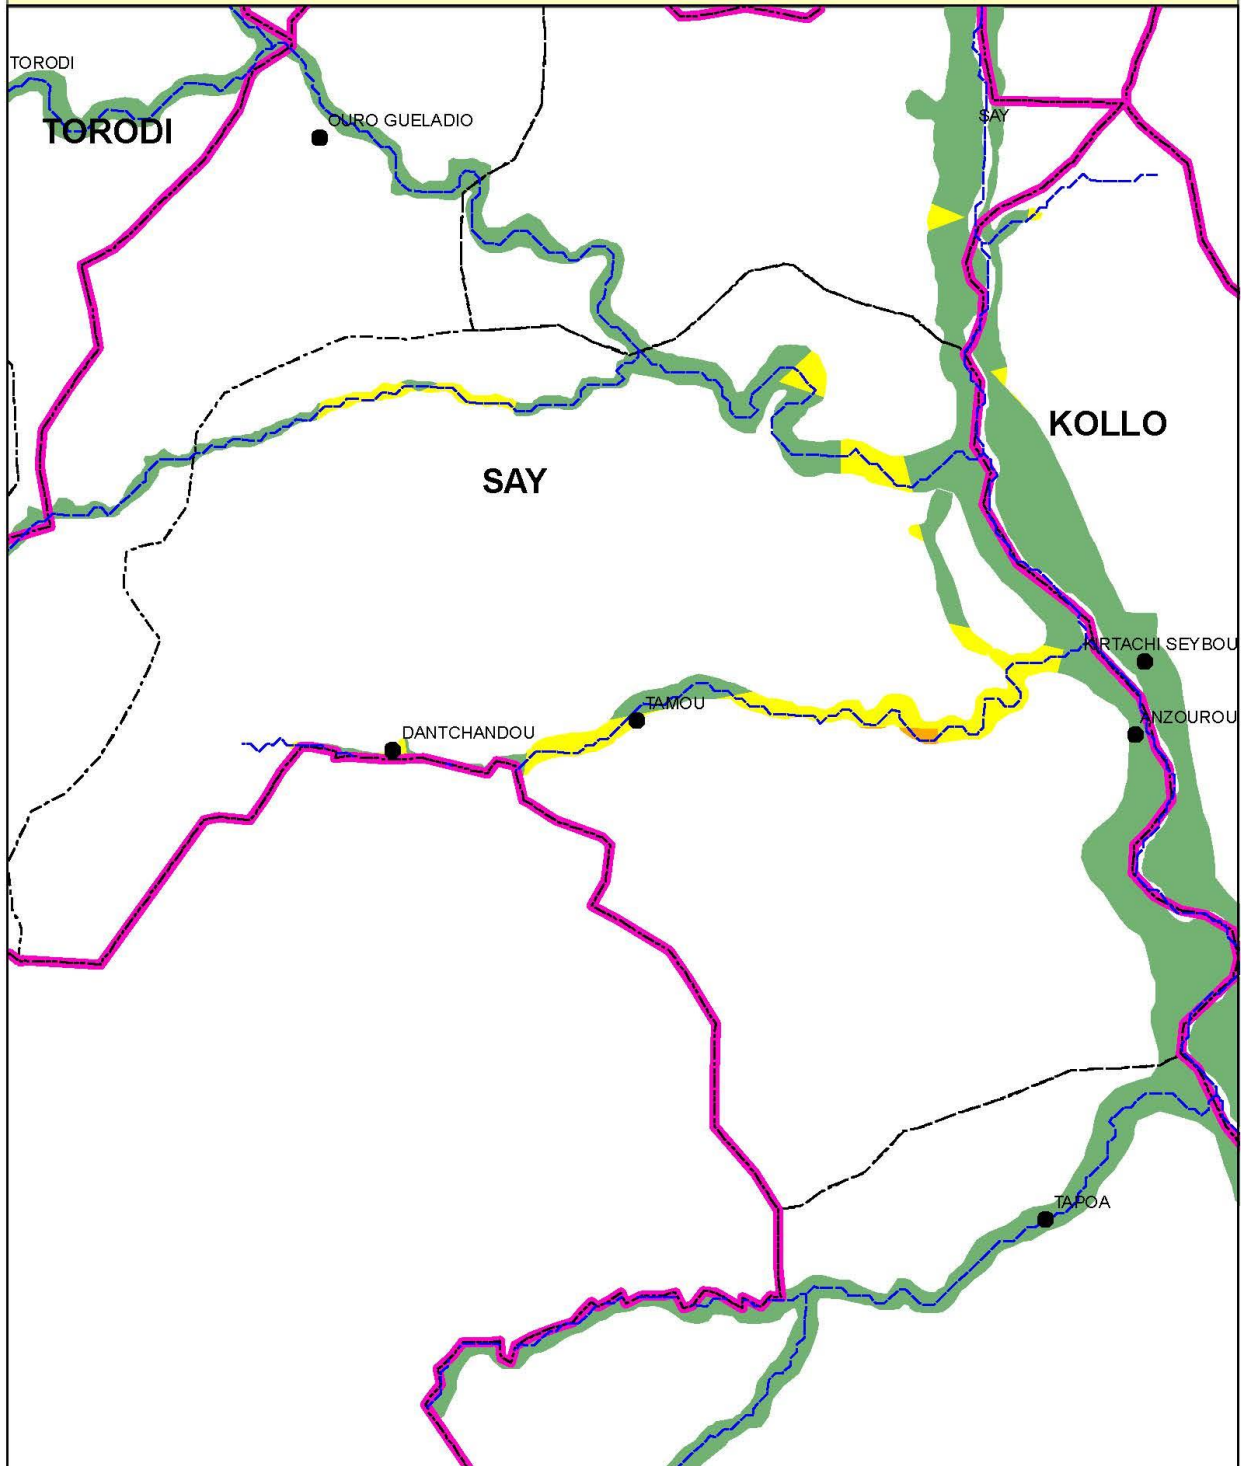 TORODI
TORODI
OURO GUELADIO
SAY
KOLLO
SAY
KIRTACHI SEYBOU
TAMOU
ANZOUROU
DANTCHANDOU
TAPOA